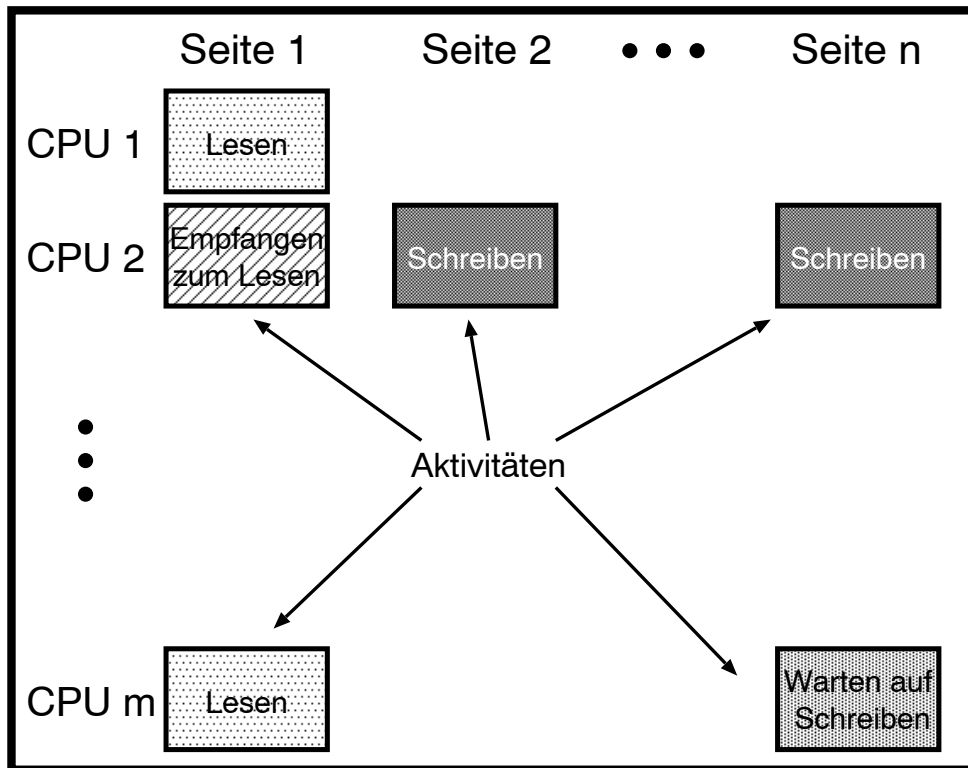 Seite 1 Seite 2 • • • Seite n
CPU 1 Lesen
CPU 2 Empfangen zum Lesen Schreiben Schreiben
Aktivitäten
CPU m Lesen Warten auf Schreiben